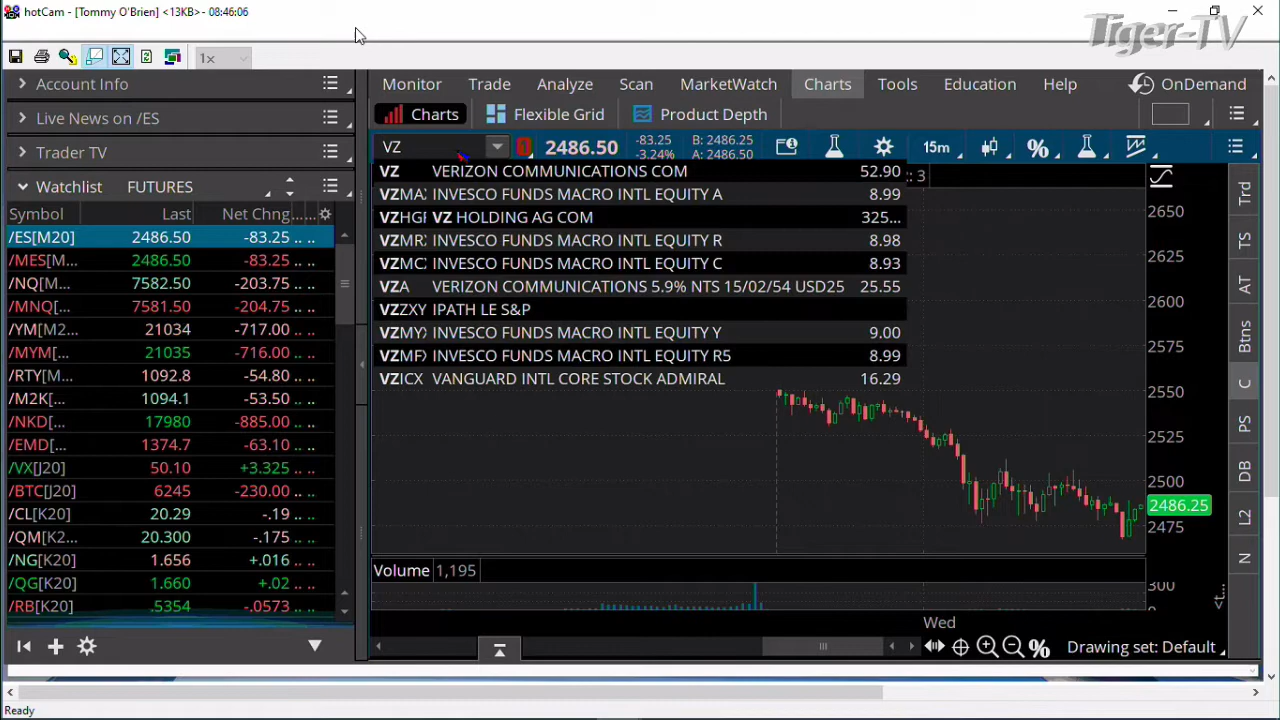 hotCam - [Tommy O'Brien] <13KB> - 08:46:06
Tiger-TV
1x
Account Info
Live News on /ES
Trader TV
Watchlist FUTURES
Symbol Last Net Chng
/ES[M20] 2486.50 -83.25 .. ..
/MES[M... 2486.50 -83.25 .. ..
/NQ[M... 7582.50 -203.75 .. ..
/MNQ[... 7581.50 -204.75 .. ..
/YM[M2... 21034 -717.00 .. ..
/MYM[... 21035 -716.00 .. ..
/RTY[M... 1092.8 -54.80 .. ..
/M2K[... 1094.1 -53.50 .. ..
/NKD[... 17980 -885.00 .. ..
/EMD[... 1374.7 -63.10 .. ..
/VX[J20] 50.10 +3.325 .. ..
/BTC[J20] 6245 -230.00 .. ..
/CL[K20] 20.29 -.19 .. ..
/QM[K2... 20.300 -.175 .. ..
/NG[K20] 1.656 +.016 .. ..
/QG[K20] 1.660 +.02 .. ..
/RB[K20] .5354 -.0573 .. ..
Monitor Trade Analyze Scan MarketWatch Charts Tools Education Help OnDemand
Charts Flexible Grid Product Depth
VZ 1 2486.50 -83.25 B: 2486.25 15m %
-3.24% A: 2486.50
VZ VERIZON COMMUNICATIONS COM 52.90
VZMA INVESCO FUNDS MACRO INTL EQUITY A 8.99
VZHGF VZ HOLDING AG COM 325...
VZMR INVESCO FUNDS MACRO INTL EQUITY R 8.98
VZMC INVESCO FUNDS MACRO INTL EQUITY C 8.93
VZA VERIZON COMMUNICATIONS 5.9% NTS 15/02/54 USD25 25.55
VZZXY IPATH LE S&P
VZMY INVESCO FUNDS MACRO INTL EQUITY Y 9.00
VZMF INVESCO FUNDS MACRO INTL EQUITY R5 8.99
VZICX VANGUARD INTL CORE STOCK ADMIRAL 16.29
: 3
2650
2625
2600
2575
2550
2525
2500
2486.25
2475
Volume 1,195
300
0
<t...
Wed
% Drawing set: Default
Trd
TS
AT
Btns
C
PS
DB
L2
N
Ready